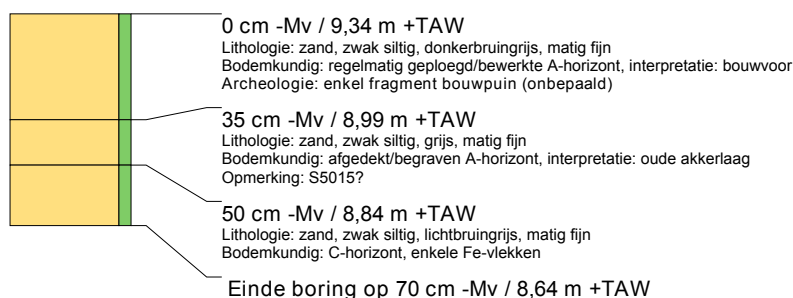 0 cm -Mv / 9,34 m +TAW
Lithologie: zand, zwak siltig, donkerbruingrijs, matig fijn
Bodemkundig: regelmatig geploegd/bewerkte A-horizont, interpretatie: bouwvoor
Archeologie: enkel fragment bouwpuin (onbepaald)
35 cm -Mv / 8,99 m +TAW
Lithologie: zand, zwak siltig, grijs, matig fijn
Bodemkundig: afgedekt/begraven A-horizont, interpretatie: oude akkerlaag
Opmerking: S5015?
50 cm -Mv / 8,84 m +TAW
Lithologie: zand, zwak siltig, lichtbruingrijs, matig fijn
Bodemkundig: C-horizont, enkele Fe-vlekken
Einde boring op 70 cm -Mv / 8,64 m +TAW